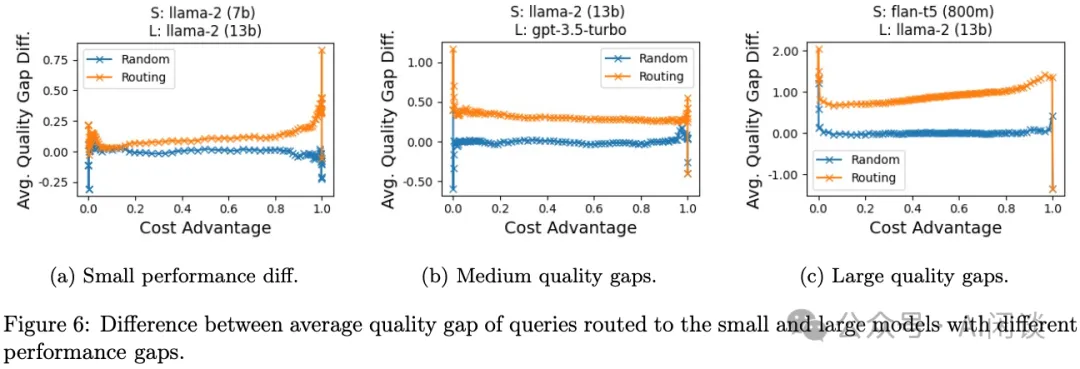 S: llama-2 (7b)
L: llama-2 (13b)
Avg. Quality Gap Diff.
0.75
0.50
0.25
0.00
-0.25
Random
Routing
0.0 0.2 0.4 0.6 0.8 1.0
Cost Advantage
(a) Small performance diff.
S: llama-2 (13b)
L: gpt-3.5-turbo
Avg. Quality Gap Diff.
1.00
0.50
0.00
-0.50
Random
Routing
0.0 0.2 0.4 0.6 0.8 1.0
Cost Advantage
(b) Medium quality gaps.
S: flan-t5 (800m)
L: llama-2 (13b)
Avg. Quality Gap Diff.
2.00
1.00
0.00
-1.00
Random
Routing
0.0 0.2 0.4 0.6 0.8 1.0
Cost Advantage
(c) Large quality gaps.
Figure 6: Difference between average quality gap of queries routed to the small and large models with different
performance gaps.
公众号 · AI闲谈